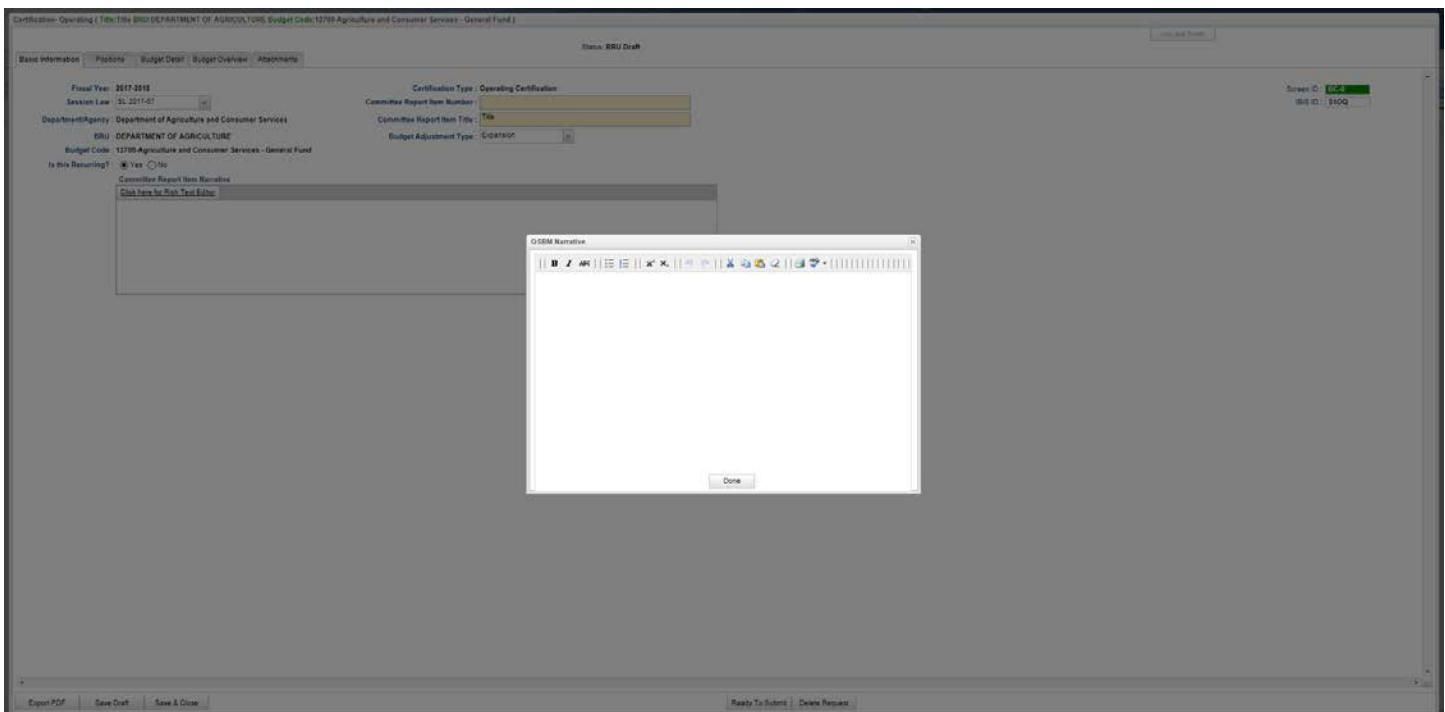 Certification- Operating ( Title:Title BRU:DEPARTMENT OF AGRICULTURE Budget Code:13700-Agriculture and Consumer Services - General Fund )
Status: BRU Draft
Basic Information Positions Budget Detail Budget Overview Attachments
Fiscal Year: 2017-2018 Certification Type : Operating Certification Screen ID:
Session Law SL 2017-57 Committee Report Item Number : IBIS ID: S1OQ
Department/Agency Department of Agriculture and Consumer Services Committee Report Item Title : Title
BRU DEPARTMENT OF AGRICULTURE Budget Adjustment Type : Expansion
Budget Code 13700-Agriculture and Consumer Services - General Fund
Is this Recurring? Yes No
Committee Report Item Narrative
Click here for Rich Text Editor
OSBM Narrative
B I ABC
Done
Export PDF Save Draft Save & Close Ready To Submit Delete Request